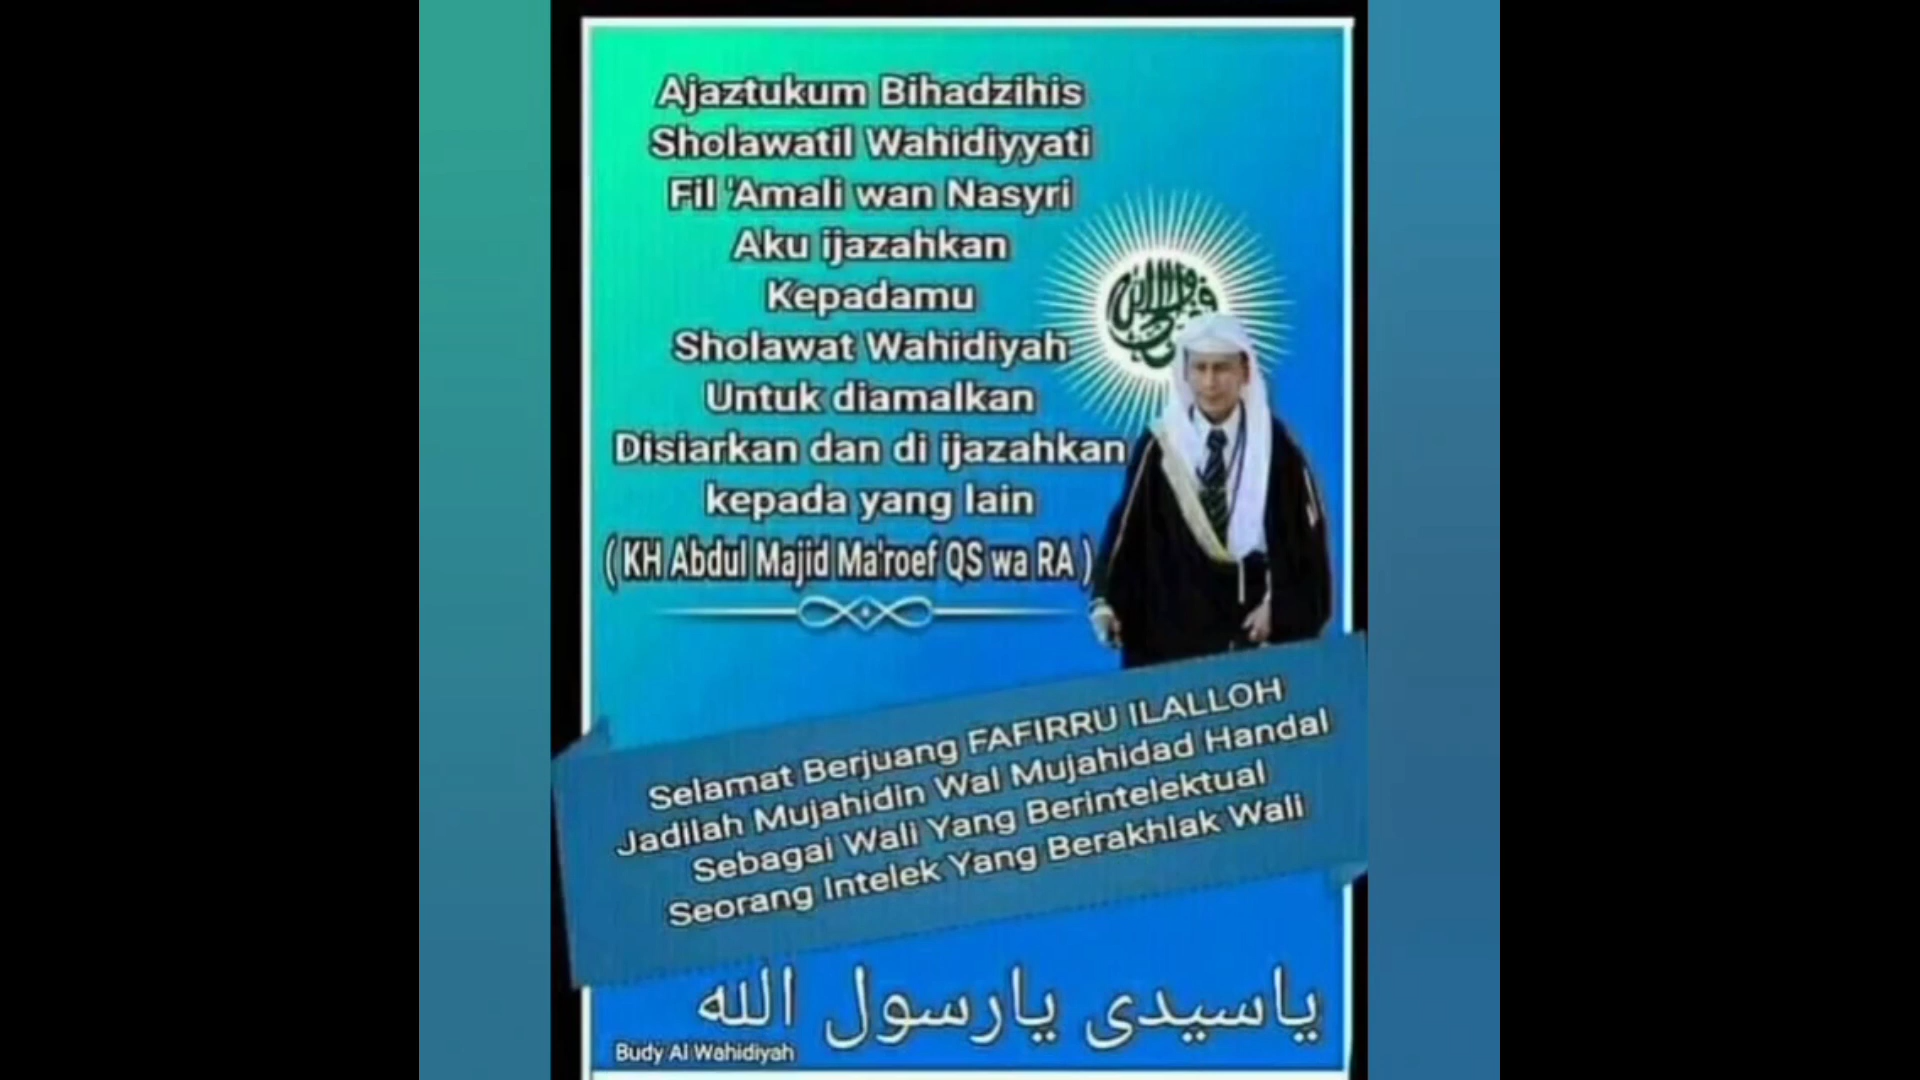 Ajaztukum Bihadzihis
Sholawatil Wahidiyyati
Fil 'Amali wan Nasyri
Aku ijazahkan
Kepadamu
Sholawat Wahidiyah
Untuk diamalkan
Disiarkan dan di ijazahkan
kepada yang lain
( KH Abdul Majid Ma'roef QS wa RA )
Selamat Berjuang FAFIRRU ILALLOH
Jadilah Mujahidin Wal Mujahidad Handal
Sebagai Wali Yang Berintelektual
Seorang Intelek Yang Berakhlak Wali
ياسيدى يارسول الله
Budy Al Wahidiyah